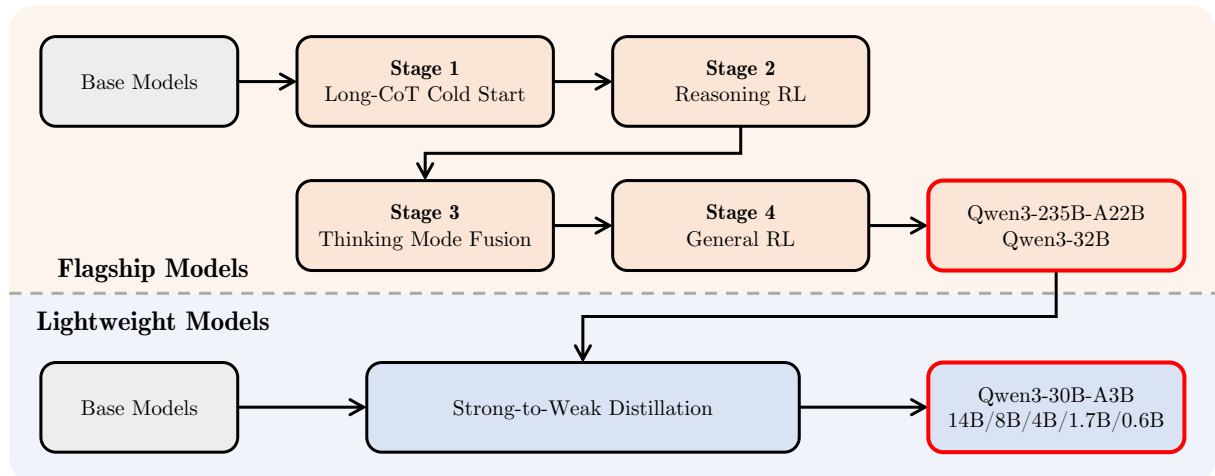 Base Models
Stage 1
Long-CoT Cold Start
Stage 2
Reasoning RL
Stage 3
Thinking Mode Fusion
Stage 4
General RL
Qwen3-235B-A22B
Qwen3-32B
Flagship Models
Lightweight Models
Base Models
Strong-to-Weak Distillation
Qwen3-30B-A3B
14B/8B/4B/1.7B/0.6B